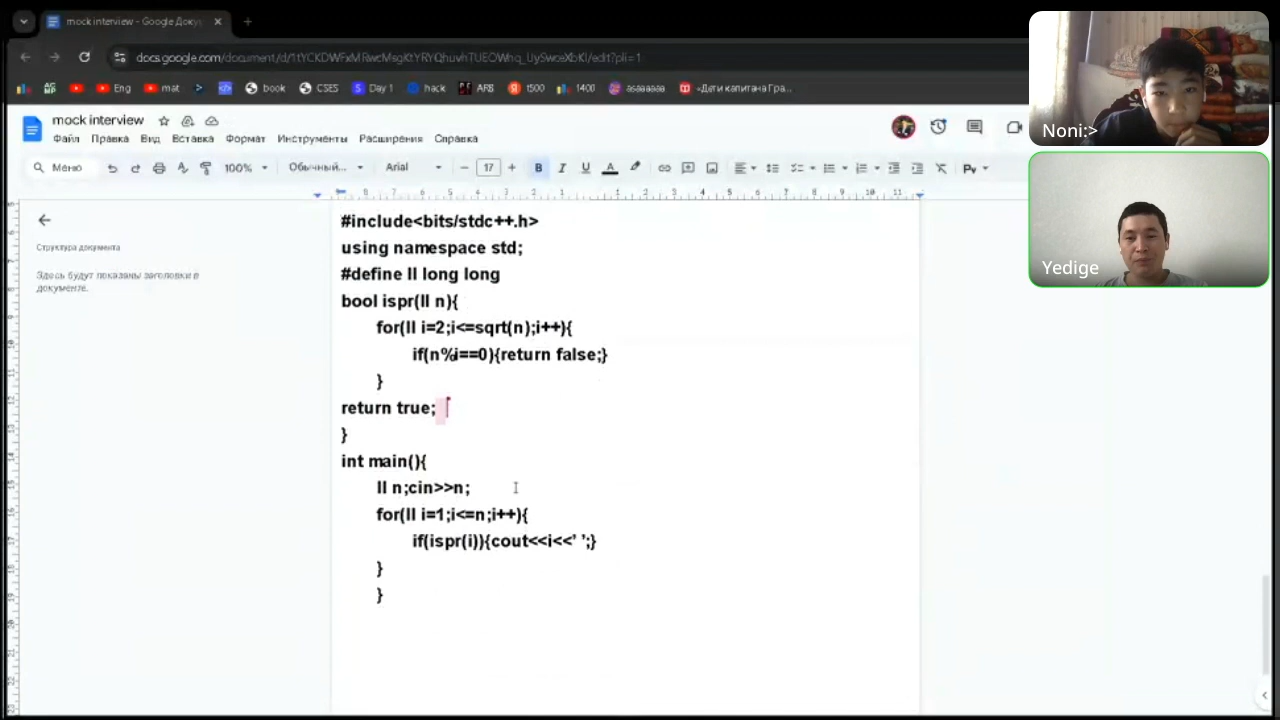 mock interview - Google Доку
docs.google.com/document/d/
Eng
mat
book
CSES
Day 1
hack
1500
1400
«Дети капитана Гра...
mock interview
Файл Правка Вид Вставка Формат Инструменты Расширения Справка
Меню 100% Обычный... Arial 17
Структура документа
Здесь будут показаны заголовки в
документе.
#include<bits/stdc++.h>
using namespace std;
#define ll long long
bool ispr(ll n){
for(ll i=2;i<=sqrt(n);i++){
if(n%i==0){return false;}
}
return true;
}
int main(){
ll n;cin>>n;
for(ll i=1;i<=n;i++){
if(ispr(i)){cout<<i<<' ';}
}
}
Noni:>
Yedige